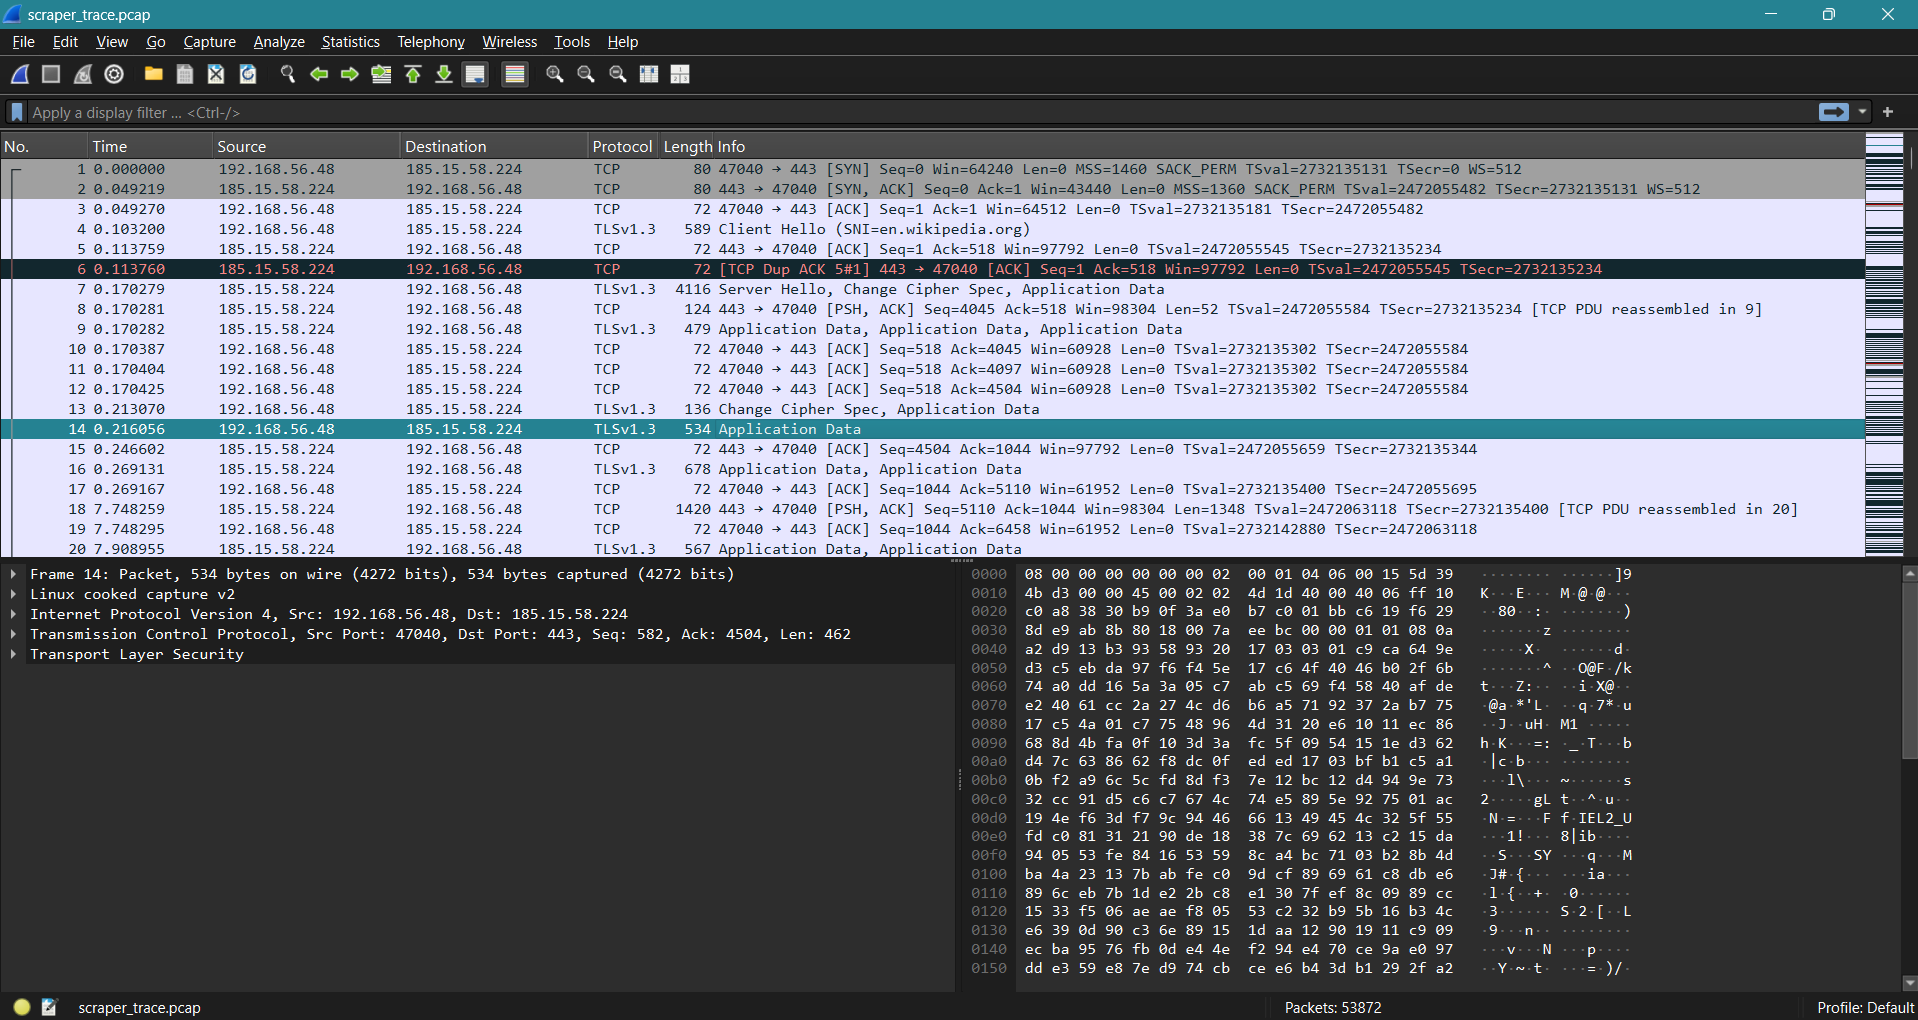 scraper_trace.pcap
File Edit View Go Capture Analyze Statistics Telephony Wireless Tools Help
Apply a display filter ... <Ctrl-/>
No. Time Source Destination Protocol Length Info
1 0.000000 192.168.56.48 185.15.58.224 TCP 80 47040 → 443 [SYN] Seq=0 Win=64240 Len=0 MSS=1460 SACK_PERM TSval=2732135131 TSecr=0 WS=512
2 0.049219 185.15.58.224 192.168.56.48 TCP 80 443 → 47040 [SYN, ACK] Seq=0 Ack=1 Win=43440 Len=0 MSS=1360 SACK_PERM TSval=2472055482 TSecr=2732135131 WS=512
3 0.049270 192.168.56.48 185.15.58.224 TCP 72 47040 → 443 [ACK] Seq=1 Ack=1 Win=64512 Len=0 TSval=2732135181 TSecr=2472055482
4 0.103200 192.168.56.48 185.15.58.224 TLSv1.3 589 Client Hello (SNI=en.wikipedia.org)
5 0.113759 185.15.58.224 192.168.56.48 TCP 72 443 → 47040 [ACK] Seq=1 Ack=518 Win=97792 Len=0 TSval=2472055545 TSecr=2732135234
6 0.113760 185.15.58.224 192.168.56.48 TCP 72 [TCP Dup ACK 5#1] 443 → 47040 [ACK] Seq=1 Ack=518 Win=97792 Len=0 TSval=2472055545 TSecr=2732135234
7 0.170279 185.15.58.224 192.168.56.48 TLSv1.3 4116 Server Hello, Change Cipher Spec, Application Data
8 0.170281 185.15.58.224 192.168.56.48 TCP 124 443 → 47040 [PSH, ACK] Seq=4045 Ack=518 Win=98304 Len=52 TSval=2472055584 TSecr=2732135234 [TCP PDU reassembled in 9]
9 0.170282 185.15.58.224 192.168.56.48 TLSv1.3 479 Application Data, Application Data, Application Data
10 0.170387 192.168.56.48 185.15.58.224 TCP 72 47040 → 443 [ACK] Seq=518 Ack=4045 Win=60928 Len=0 TSval=2732135302 TSecr=2472055584
11 0.170404 192.168.56.48 185.15.58.224 TCP 72 47040 → 443 [ACK] Seq=518 Ack=4097 Win=60928 Len=0 TSval=2732135302 TSecr=2472055584
12 0.170425 192.168.56.48 185.15.58.224 TCP 72 47040 → 443 [ACK] Seq=518 Ack=4504 Win=60928 Len=0 TSval=2732135302 TSecr=2472055584
13 0.213070 192.168.56.48 185.15.58.224 TLSv1.3 136 Change Cipher Spec, Application Data
14 0.216056 192.168.56.48 185.15.58.224 TLSv1.3 534 Application Data
15 0.246602 185.15.58.224 192.168.56.48 TCP 72 443 → 47040 [ACK] Seq=4504 Ack=1044 Win=97792 Len=0 TSval=2472055659 TSecr=2732135344
16 0.269131 185.15.58.224 192.168.56.48 TLSv1.3 678 Application Data, Application Data
17 0.269167 192.168.56.48 185.15.58.224 TCP 72 47040 → 443 [ACK] Seq=1044 Ack=5110 Win=61952 Len=0 TSval=2732135400 TSecr=2472055695
18 7.748259 185.15.58.224 192.168.56.48 TCP 1420 443 → 47040 [PSH, ACK] Seq=5110 Ack=1044 Win=98304 Len=1348 TSval=2472063118 TSecr=2732135400 [TCP PDU reassembled in 20]
19 7.748295 192.168.56.48 185.15.58.224 TCP 72 47040 → 443 [ACK] Seq=1044 Ack=6458 Win=61952 Len=0 TSval=2732142880 TSecr=2472063118
20 7.908955 185.15.58.224 192.168.56.48 TLSv1.3 567 Application Data, Application Data
Frame 14: Packet, 534 bytes on wire (4272 bits), 534 bytes captured (4272 bits)
Linux cooked capture v2
Internet Protocol Version 4, Src: 192.168.56.48, Dst: 185.15.58.224
Transmission Control Protocol, Src Port: 47040, Dst Port: 443, Seq: 582, Ack: 4504, Len: 462
Transport Layer Security
0000 08 00 00 00 00 00 00 02 00 01 04 06 00 15 5d 39 ········ ······]9
0010 4b d3 00 00 45 00 02 02 4d 1d 40 00 40 06 ff 10 K···E··· M·@·@···
0020 c0 a8 38 30 b9 0f 3a e0 b7 c0 01 bb c6 19 f6 29 ··80··:· ·······)
0030 8d e9 ab 8b 80 18 00 7a ee bc 00 00 01 01 08 0a ·······z ········
0040 a2 d9 13 b3 93 58 93 20 17 03 03 01 c9 ca 64 9e ·····X·  ······d·
0050 d3 c5 eb da 97 f6 f4 5e 17 c6 4f 40 46 b0 2f 6b ·······^ ··O@F·/k
0060 74 a0 dd 16 5a 3a 05 c7 ab c5 69 f4 58 40 af de t···Z:·· ··i·X@··
0070 e2 40 61 cc 2a 27 4c d6 b6 a5 71 92 37 2a b7 75 ·@a·*'L· ··q·7*·u
0080 17 c5 4a 01 c7 75 48 96 4d 31 20 e6 10 11 ec 86 ··J··uH· M1 ·····
0090 68 8d 4b fa 0f 10 3d 3a fc 5f 09 54 15 1e d3 62 h·K···=: ·_·T···b
00a0 d4 7c 63 86 62 f8 dc 0f ed ed 17 03 bf b1 c5 a1 ·|c·b··· ········
00b0 0b f2 a9 6c 5c fd 8d f3 7e 12 bc 12 d4 94 9e 73 ···l\··· ~······s
00c0 32 cc 91 d5 c6 c7 67 4c 74 e5 89 5e 92 75 01 ac 2·····gL t··^·u··
00d0 19 4e f6 3d f7 9c 94 46 66 13 49 45 4c 32 5f 55 ·N·=···F f·IEL2_U
00e0 fd c0 81 31 21 90 de 18 38 7c 69 62 13 c2 15 da ···1!··· 8|ib····
00f0 94 05 53 fe 84 16 53 59 8c a4 bc 71 03 b2 8b 4d ··S···SY ···q···M
0100 ba 4a 23 13 7b ab fe c0 9d cf 89 69 61 c8 db e6 ·J#·{··· ···ia···
0110 89 6c eb 7b 1d e2 2b c8 e1 30 7f ef 8c 09 89 cc ·l·{··+· ·0······
0120 15 33 f5 06 ae ae f8 05 53 c2 32 b9 5b 16 b3 4c ·3······ S·2·[··L
0130 e6 39 0d 90 c3 6e 89 15 1d aa 12 90 19 11 c9 09 ·9···n·· ········
0140 ec ba 95 76 fb 0d e4 4e f2 94 e4 70 ce 9a e0 97 ···v···N ···p····
0150 dd e3 59 e8 7e d9 74 cb ce e6 b4 3d b1 29 2f a2 ··Y·~·t· ···=·)/·
scraper_trace.pcap Packets: 53872 Profile: Default